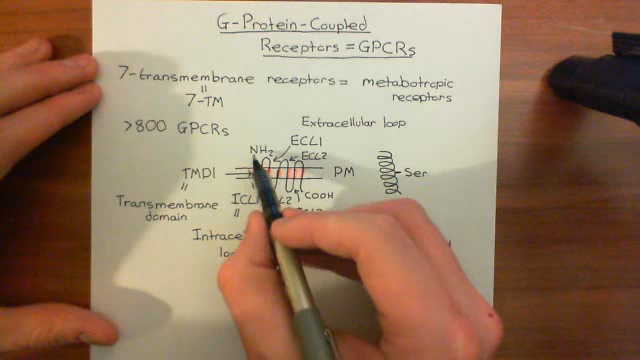 G-Protein-Coupled
Receptors = GPCRs
7-transmembrane receptors = metabotropic
receptors
7-TM
>800 GPCRs
Extracellular loop
ECL1
NH2
ECL2
TMD1
PM
Ser
COOH
Transmembrane
domain
ICL1